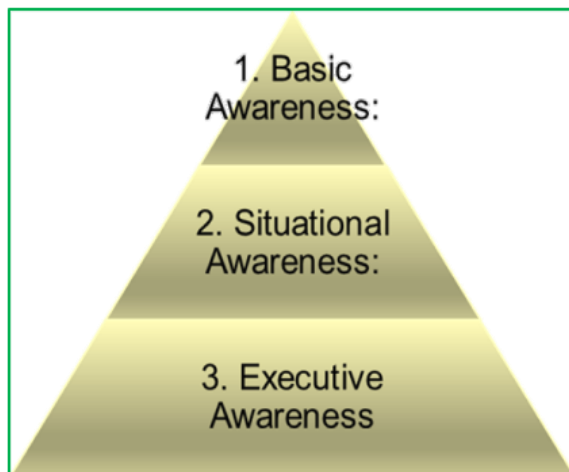 1. Basic
Awareness:
2. Situational
Awareness:
3. Executive
Awareness